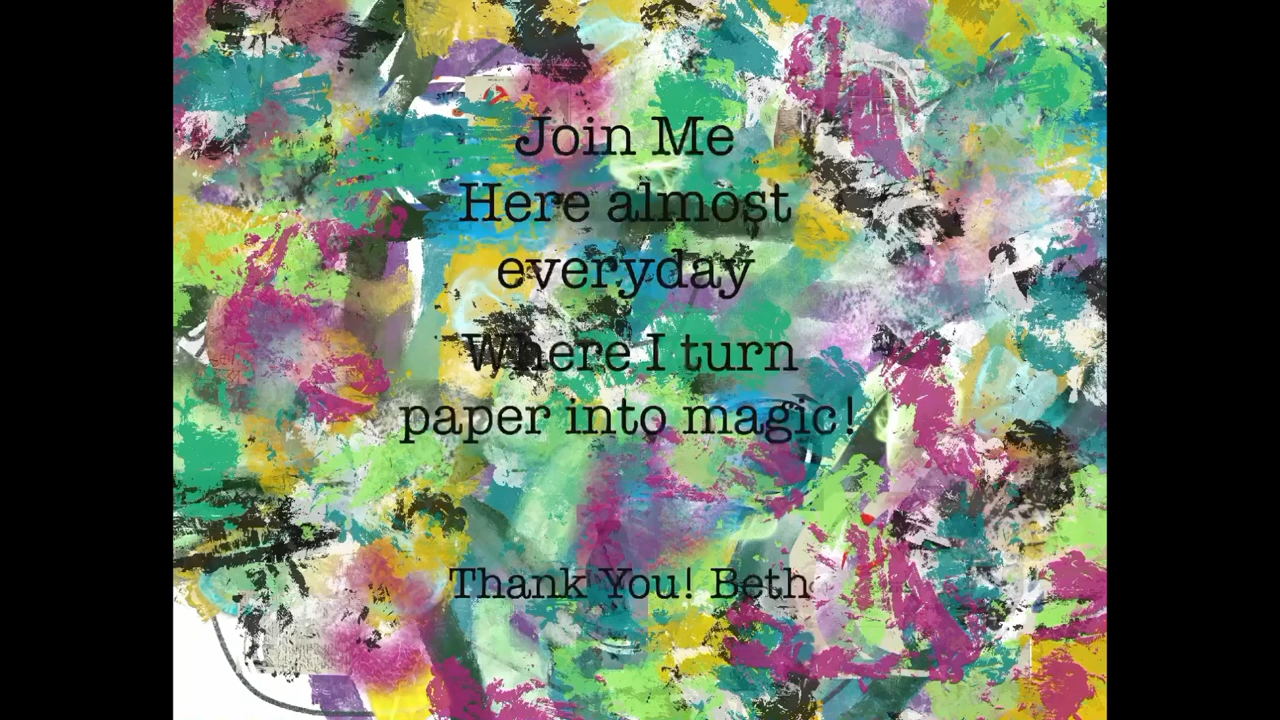 Join Me
Here almost
everyday
Where I turn
paper into magic!
Thank You! Beth